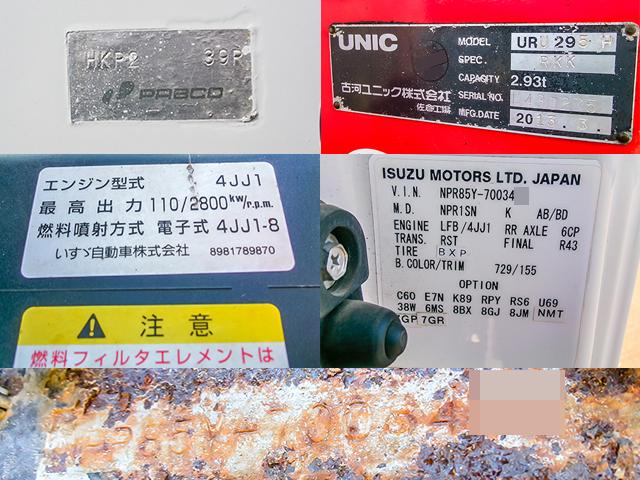 HKP2 39P
PABCO
UNIC
MODEL URU295 H
SPEC. RKK
CAPACITY 2.93t
古河ユニック株式会社
SERIAL NO.
佐倉工場
MFG.DATE 2013.3.
エンジン型式 4JJ1
最高出力 110/2800kW/r.p.m.
燃料噴射方式 電子式 4JJ1-8
いすゞ自動車株式会社 8981789870
注意
燃料フィルタエレメントは
ISUZU MOTORS LTD. JAPAN
V.I.N. NPR85Y-70034
M.D. NPR1SN K AB/BD
ENGINE LFB/4JJ1 RR AXLE 6CP
TRANS. RST FINAL R43
TIRE BXP
B.COLOR/TRIM 729/155
OPTION
C60 E7N K89 RPY RS6 U69
38W 6MS 8BX 8GJ 8JM NMT
7GR